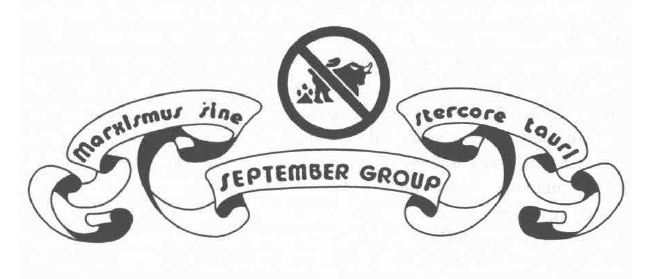 Marxismus sine stercore tauri
SEPTEMBER GROUP